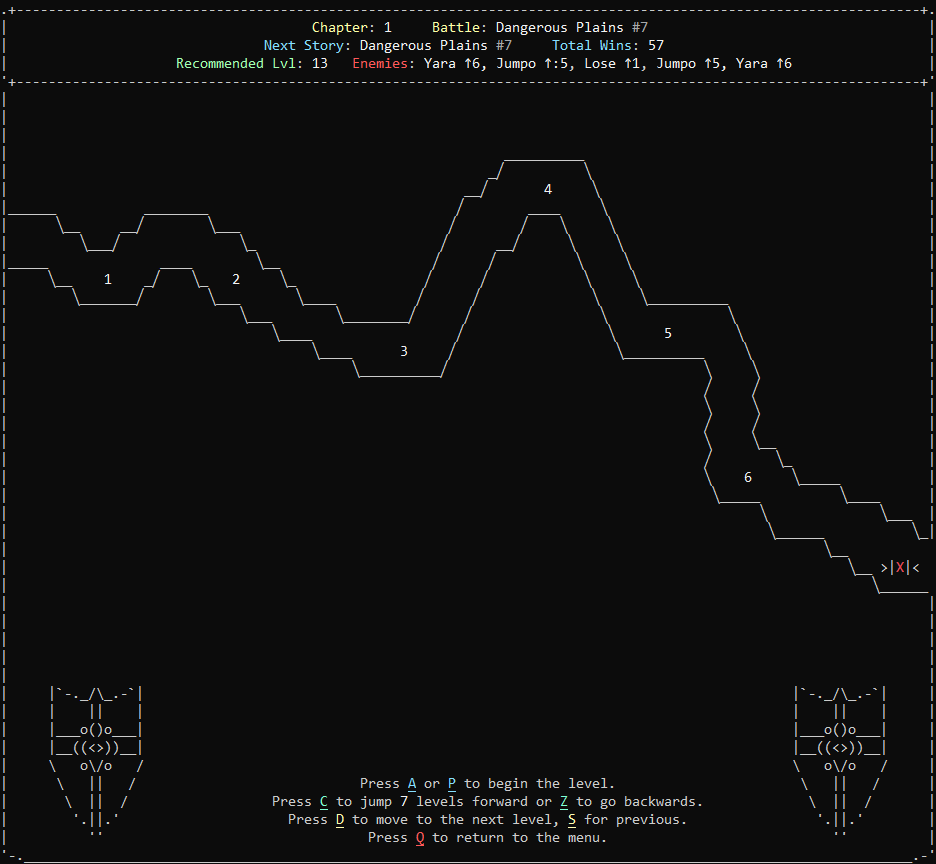 Chapter: 1     Battle: Dangerous Plains #7
Next Story: Dangerous Plains #7     Total Wins: 57
Recommended Lvl: 13   Enemies: Yara ↑6, Jumpo ↑:5, Lose ↑1, Jumpo ↑5, Yara ↑6
4
1
2
5
3
6
>|X|<
Press A or P to begin the level.
Press C to jump 7 levels forward or Z to go backwards.
Press D to move to the next level, S for previous.
Press Q to return to the menu.